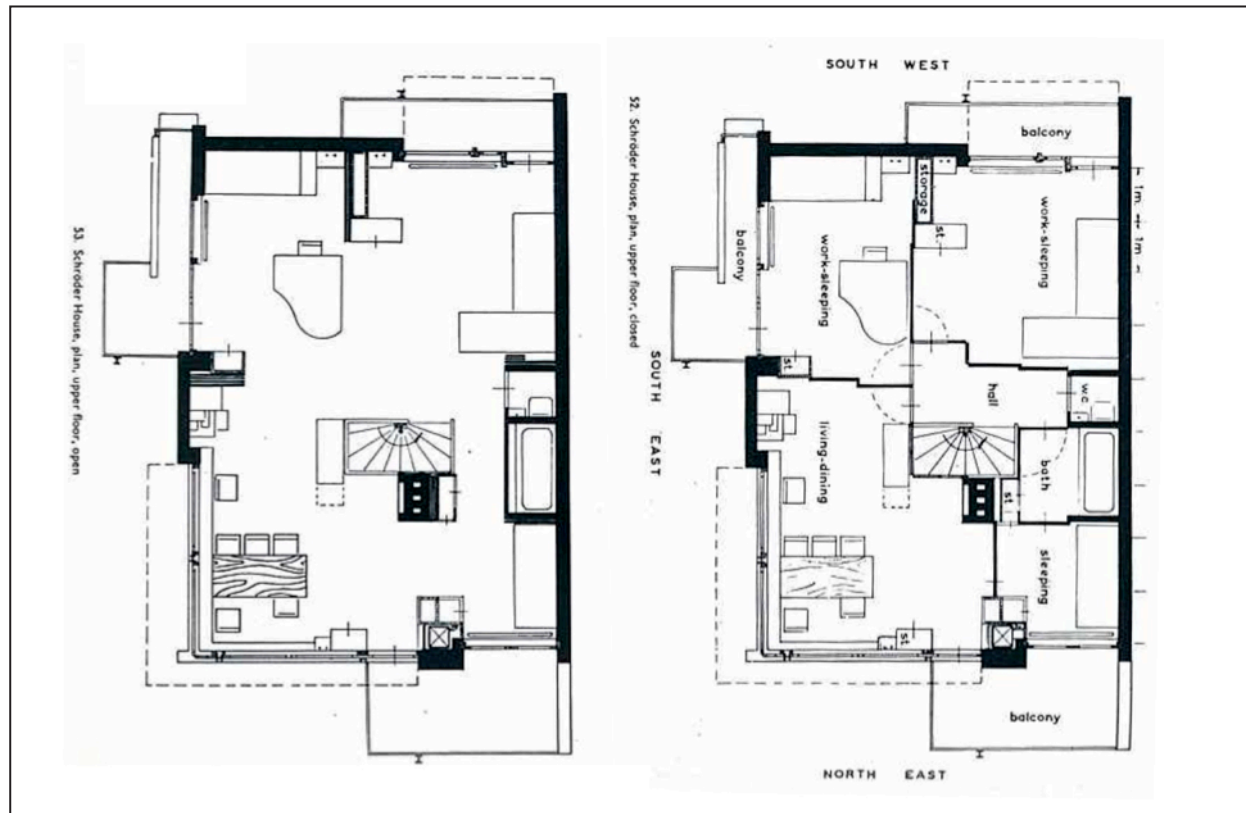 53. Schröder House, plan, upper floor, open
SOUTH WEST
52. Schröder House, plan, upper floor, closed
balcony
storage
st.
work-sleeping
1m.
1m.
balcony
work-sleeping
SOUTH EAST
st.
hall
wc
living-dining
bath
st.
sleeping
st.
balcony
NORTH EAST